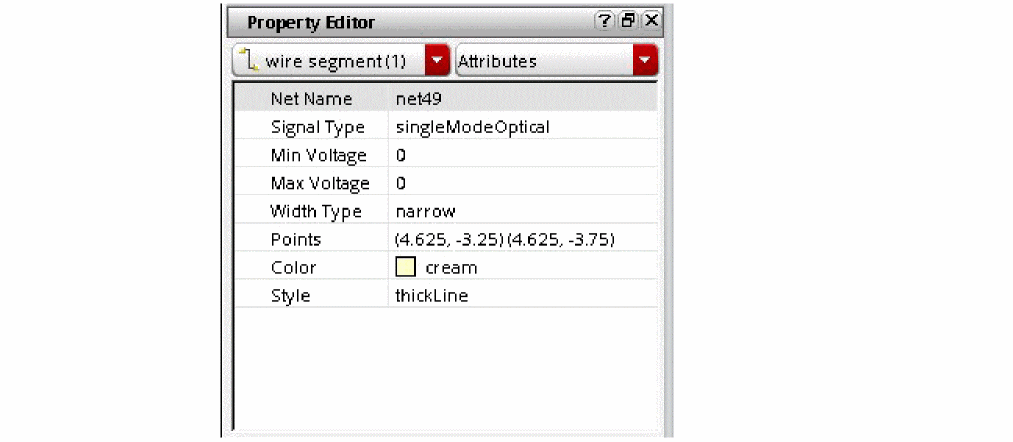 Property Editor ?
wire segment(1) Attributes
Net Name net49
Signal Type singleModeOptical
Min Voltage 0
Max Voltage 0
Width Type narrow
Points (4.625, -3.25) (4.625, -3.75)
Color cream
Style thickLine